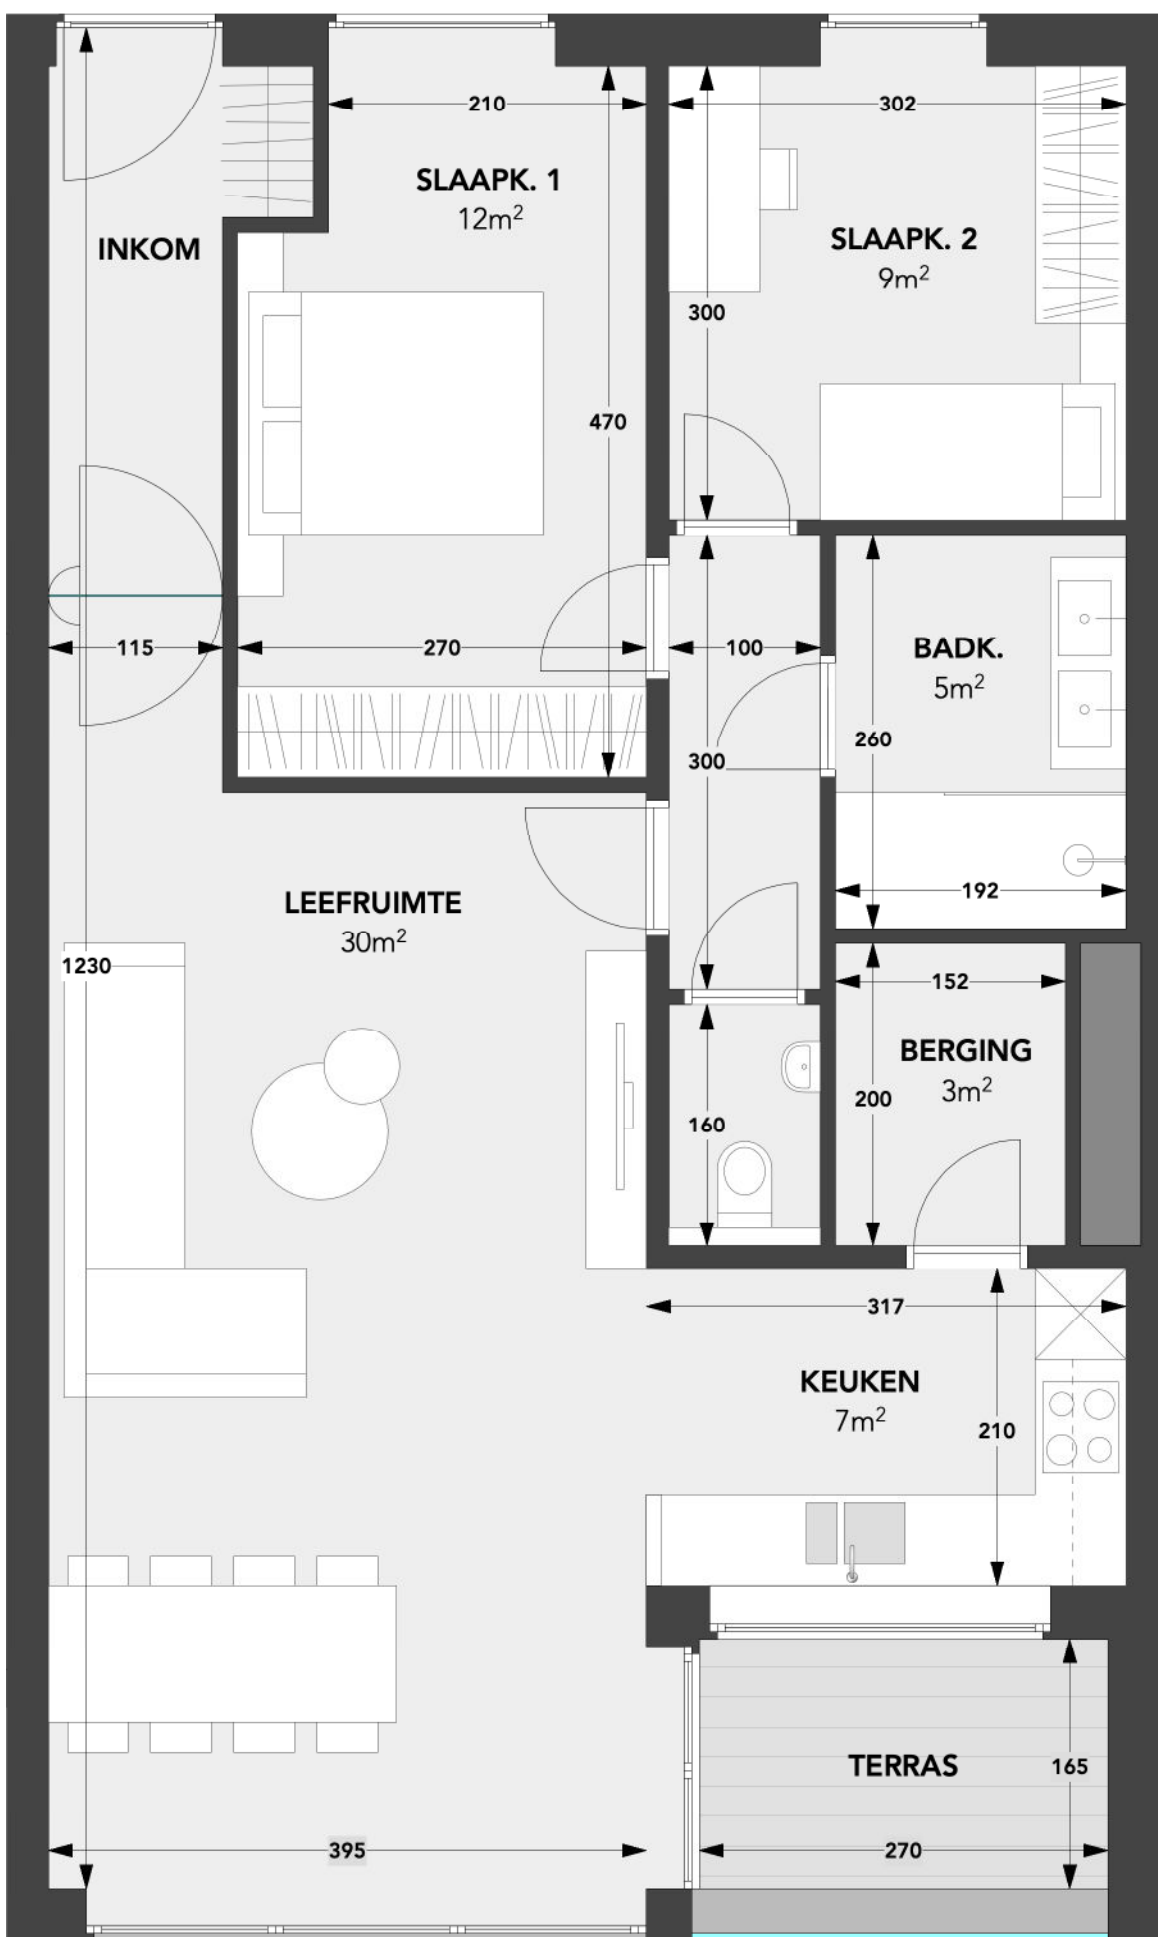 210
302
SLAAPK. 1
12m²
INKOM
SLAAPK. 2
9m²
300
470
115
270
100
BADK.
5m²
260
300
192
LEEFRUIMTE
30m²
1230
152
BERGING
3m²
200
160
317
KEUKEN
7m²
210
TERRAS
165
395
270